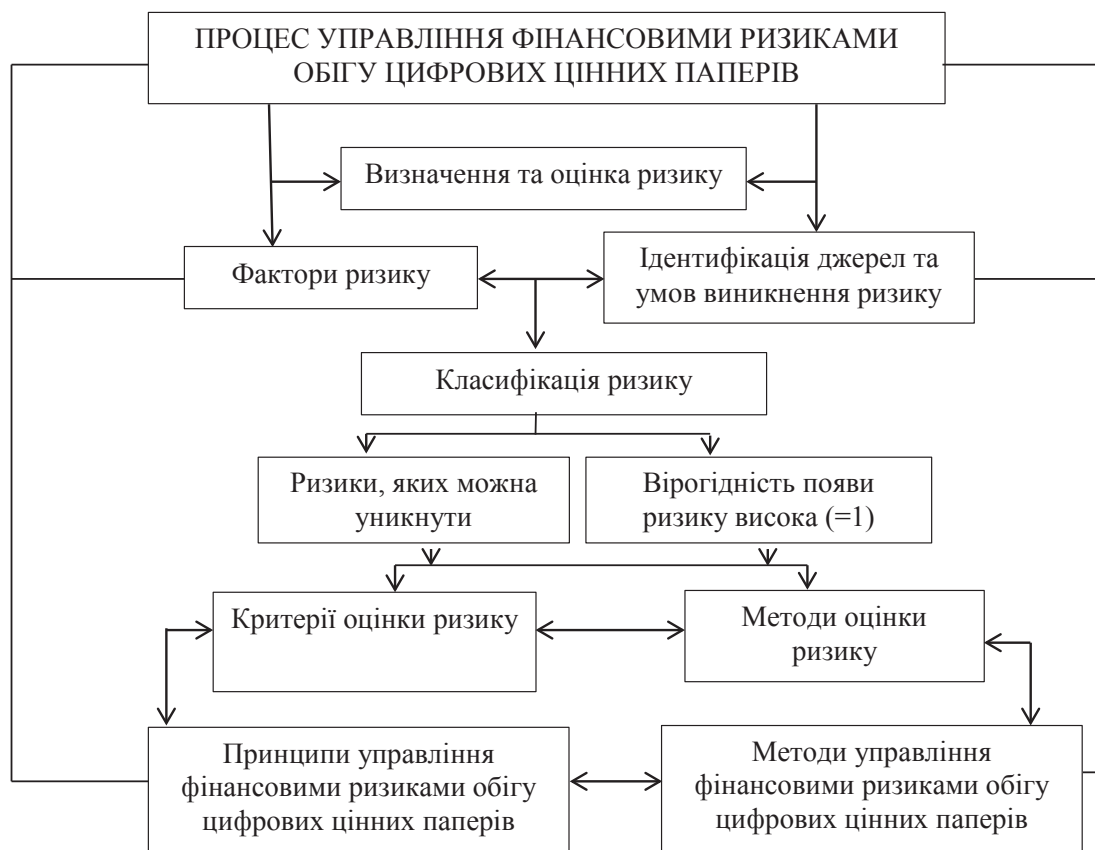 ПРОЦЕС УПРАВЛІННЯ ФІНАНСОВИМИ РИЗИКАМИ
ОБІГУ ЦИФРОВИХ ЦІННИХ ПАПЕРІВ
Визначення та оцінка ризику
Фактори ризику
Ідентифікація джерел та
умов виникнення ризику
Класифікація ризику
Ризики, яких можна
уникнути
Вірогідність появи
ризику висока (=1)
Критерії оцінки ризику
Методи оцінки
ризику
Принципи управління
фінансовими ризиками обігу
цифрових цінних паперів
Методи управління
фінансовими ризиками обігу
цифрових цінних паперів